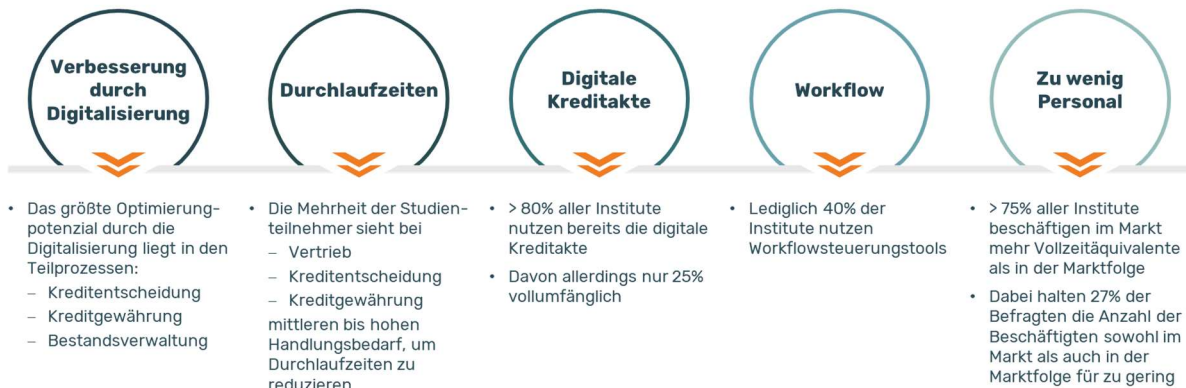 Verbesserung
durch
Digitalisierung
Durchlaufzeiten
Digitale
Kreditakte
Workflow
Zu wenig
Personal
• Das größte Optimierung-
potenzial durch die
Digitalisierung liegt in den
Teilprozessen:
– Kreditentscheidung
– Kreditgewährung
– Bestandsverwaltung
• Die Mehrheit der Studien-
teilnehmer sieht bei
– Vertrieb
– Kreditentscheidung
– Kreditgewährung
mittleren bis hohen
Handlungsbedarf, um
Durchlaufzeiten zu
reduzieren
• > 80% aller Institute
nutzen bereits die digitale
Kreditakte
• Davon allerdings nur 25%
vollumfänglich
• Lediglich 40% der
Institute nutzen
Workflowsteuerungstools
• > 75% aller Institute
beschäftigen im Markt
mehr Vollzeitäquivalente
als in der Marktfolge
• Dabei halten 27% der
Befragten die Anzahl der
Beschäftigten sowohl im
Markt als auch in der
Marktfolge für zu gering